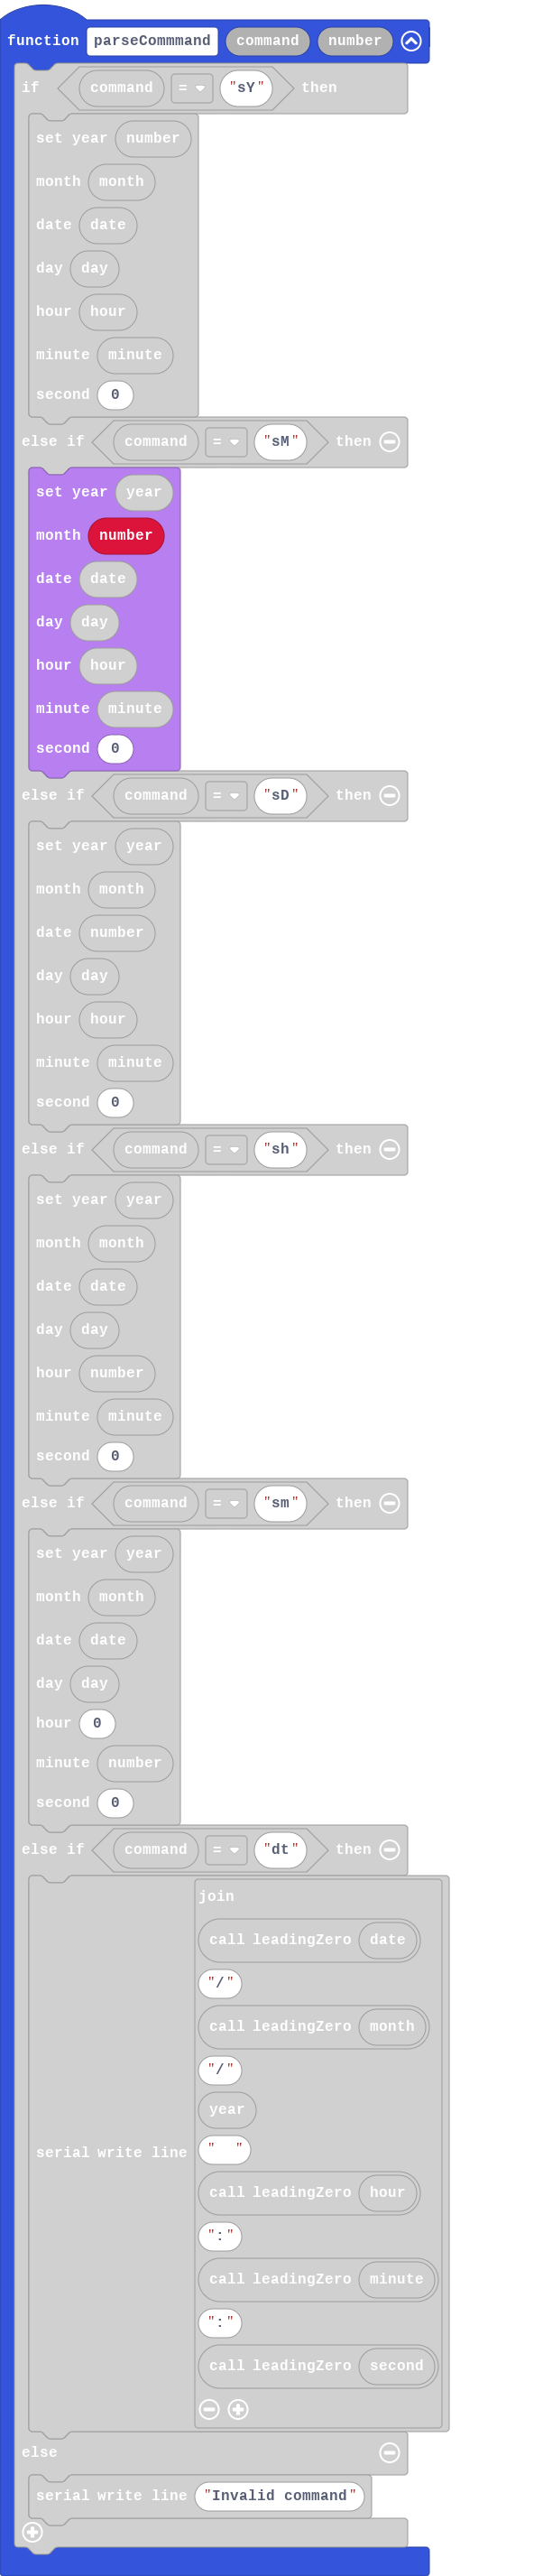 function parseCommmand command number
if command = "sY" then
set year number
month month
date date
day day
hour hour
minute minute
second 0
else if command = "sM" then
set year year
month number
date date
day day
hour hour
minute minute
second 0
else if command = "sD" then
set year year
month month
date number
day day
hour hour
minute minute
second 0
else if command = "sh" then
set year year
month month
date date
day day
hour number
minute minute
second 0
else if command = "sm" then
set year year
month month
date date
day day
hour 0
minute number
second 0
else if command = "dt" then
join
call leadingZero date
"/"
call leadingZero month
"/"
year
"  "
serial write line
call leadingZero hour
":"
call leadingZero minute
":"
call leadingZero second
else
serial write line "Invalid command"